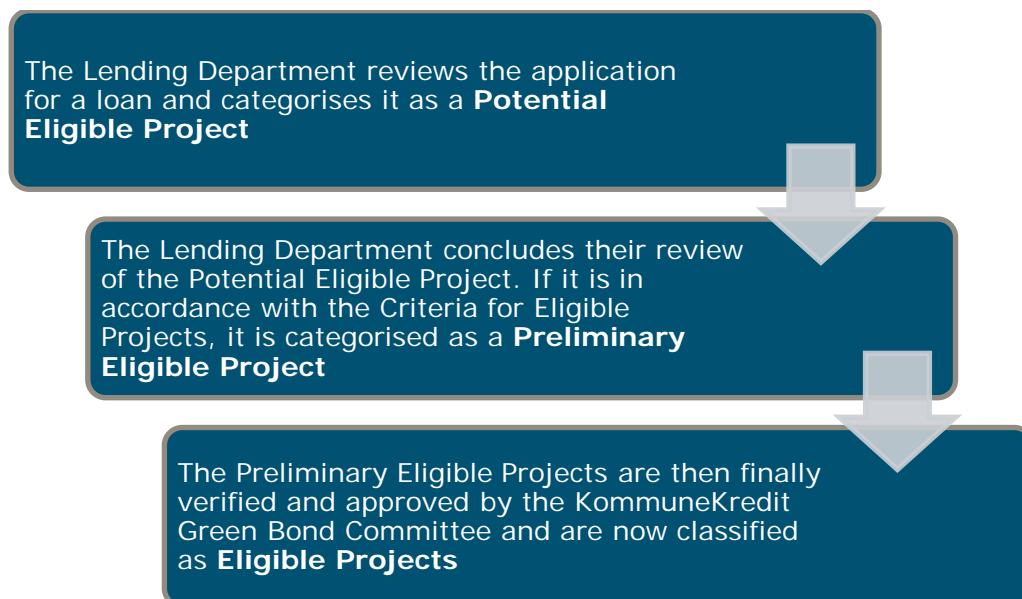 The Lending Department reviews the application
for a loan and categorises it as a Potential
Eligible Project
The Lending Department concludes their review
of the Potential Eligible Project. If it is in
accordance with the Criteria for Eligible
Projects, it is categorised as a Preliminary
Eligible Project
The Preliminary Eligible Projects are then finally
verified and approved by the KommuneKredit
Green Bond Committee and are now classified
as Eligible Projects